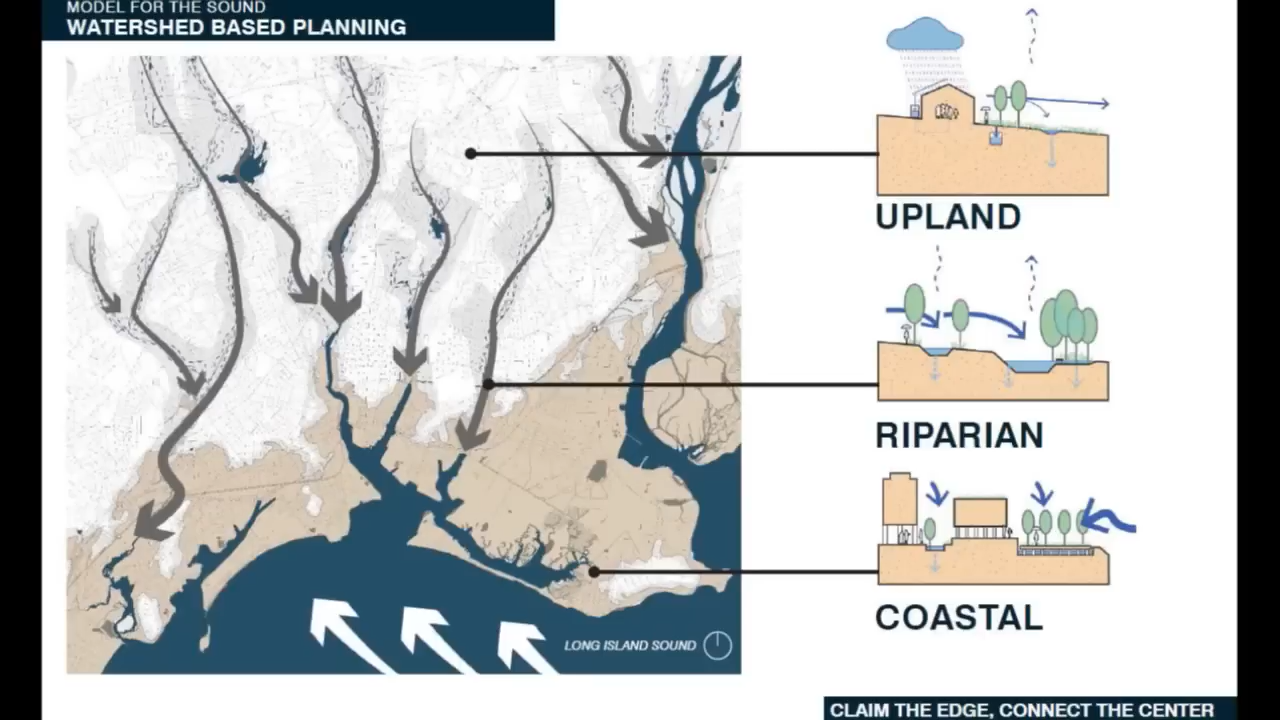 MODEL FOR THE SOUND
WATERSHED BASED PLANNING
UPLAND
RIPARIAN
COASTAL
LONG ISLAND SOUND
CLAIM THE EDGE, CONNECT THE CENTER